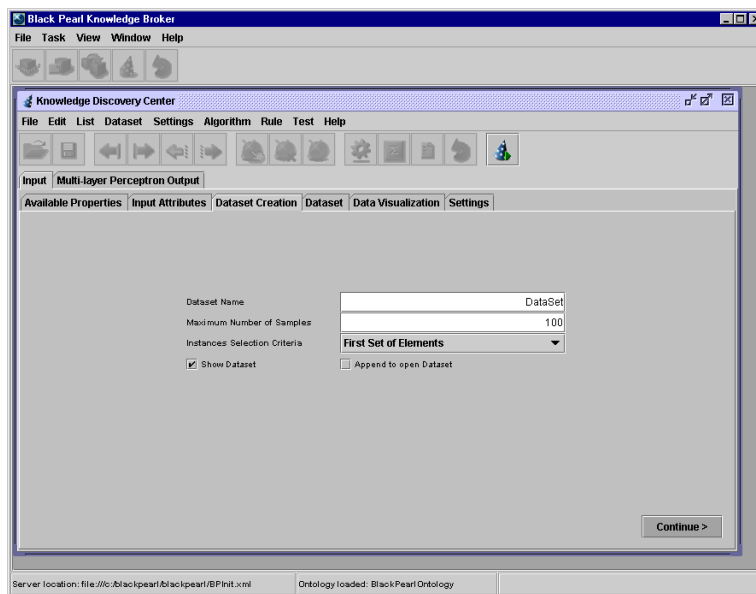 Black Pearl Knowledge Broker
File Task View Window Help
Knowledge Discovery Center
File Edit List Dataset Settings Algorithm Rule Test Help
Input Multi-layer Perceptron Output
Available Properties Input Attributes Dataset Creation Dataset Data Visualization Settings
Dataset Name DataSet
Maximum Number of Samples 100
Instances Selection Criteria First Set of Elements
Show Dataset Append to open Dataset
Continue >
Server location: file:///c:/blackpearl/blackpearl/BPInit.xml Ontology loaded: BlackPearlOntology